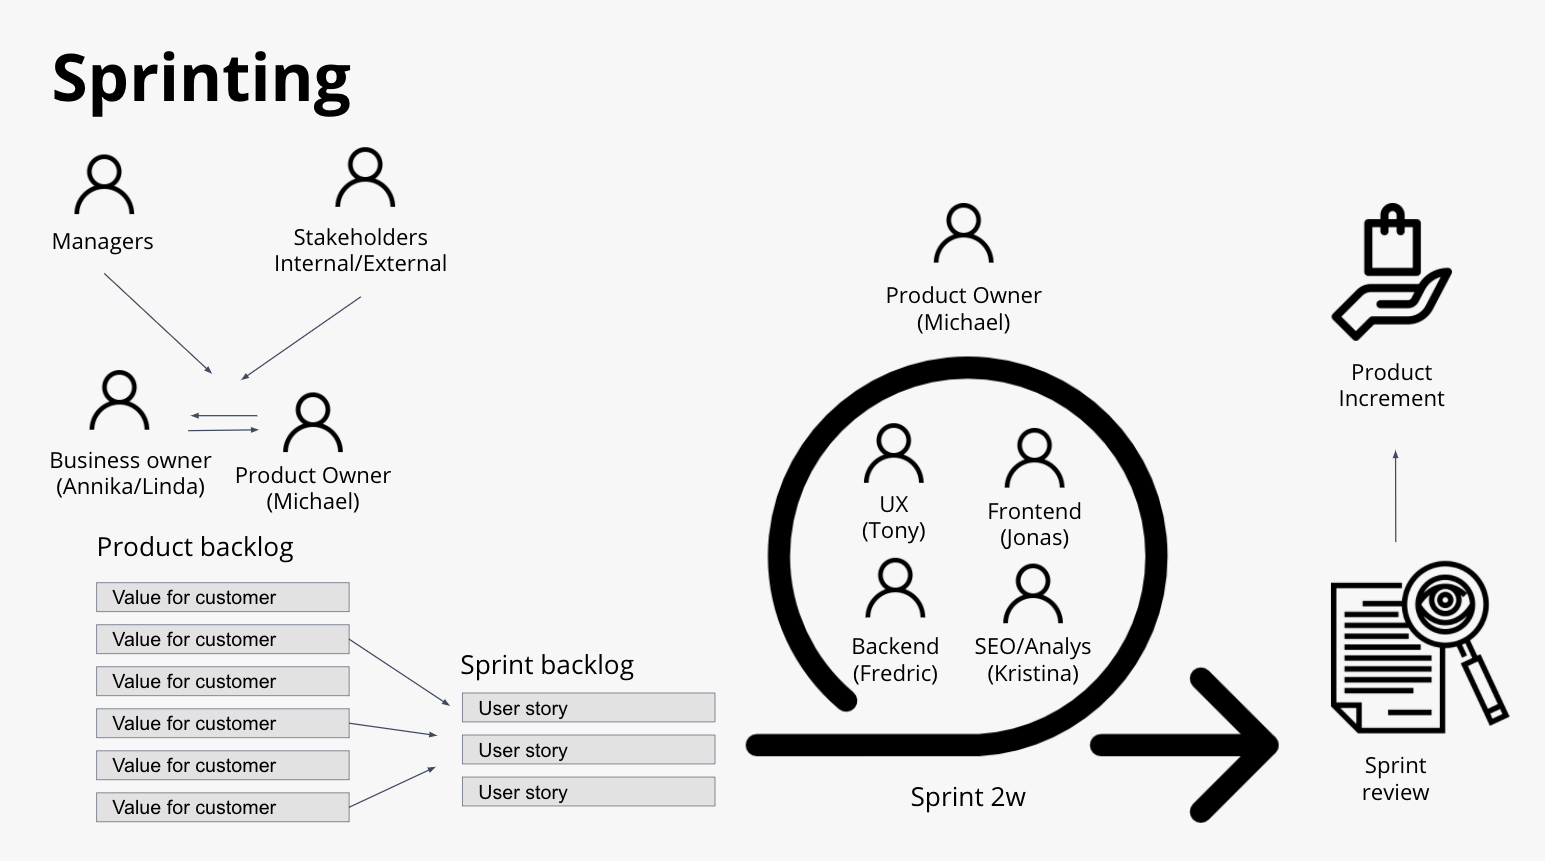 Sprinting
Managers
Stakeholders
Internal/External
Business owner
(Annika/Linda)
Product Owner
(Michael)
Product backlog
Value for customer
Value for customer
Value for customer
Value for customer
Value for customer
Value for customer
Sprint backlog
User story
User story
User story
Product Owner
(Michael)
UX
(Tony)
Frontend
(Jonas)
Backend
(Fredric)
SEO/Analys
(Kristina)
Sprint 2w
Product
Increment
Sprint
review